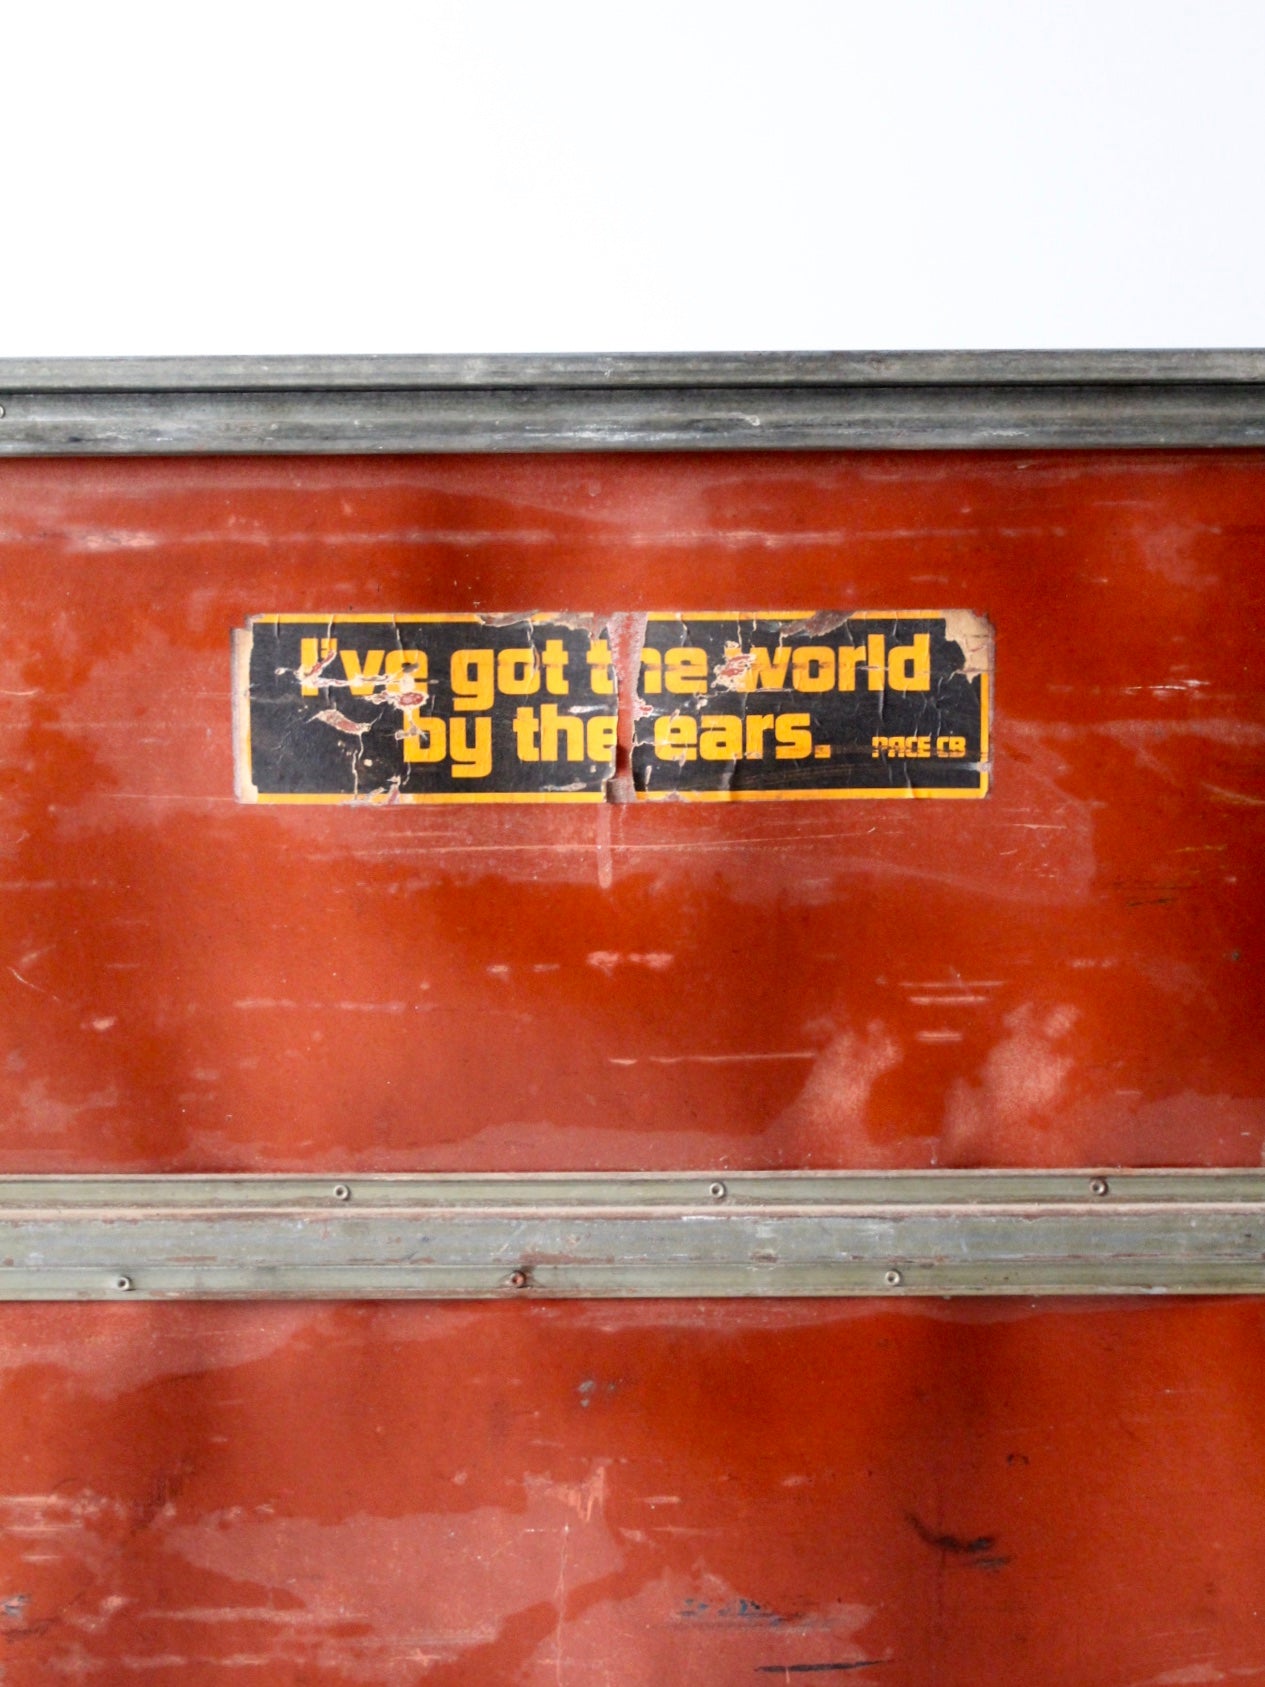 I've got the world
by the ears.
PACE CB